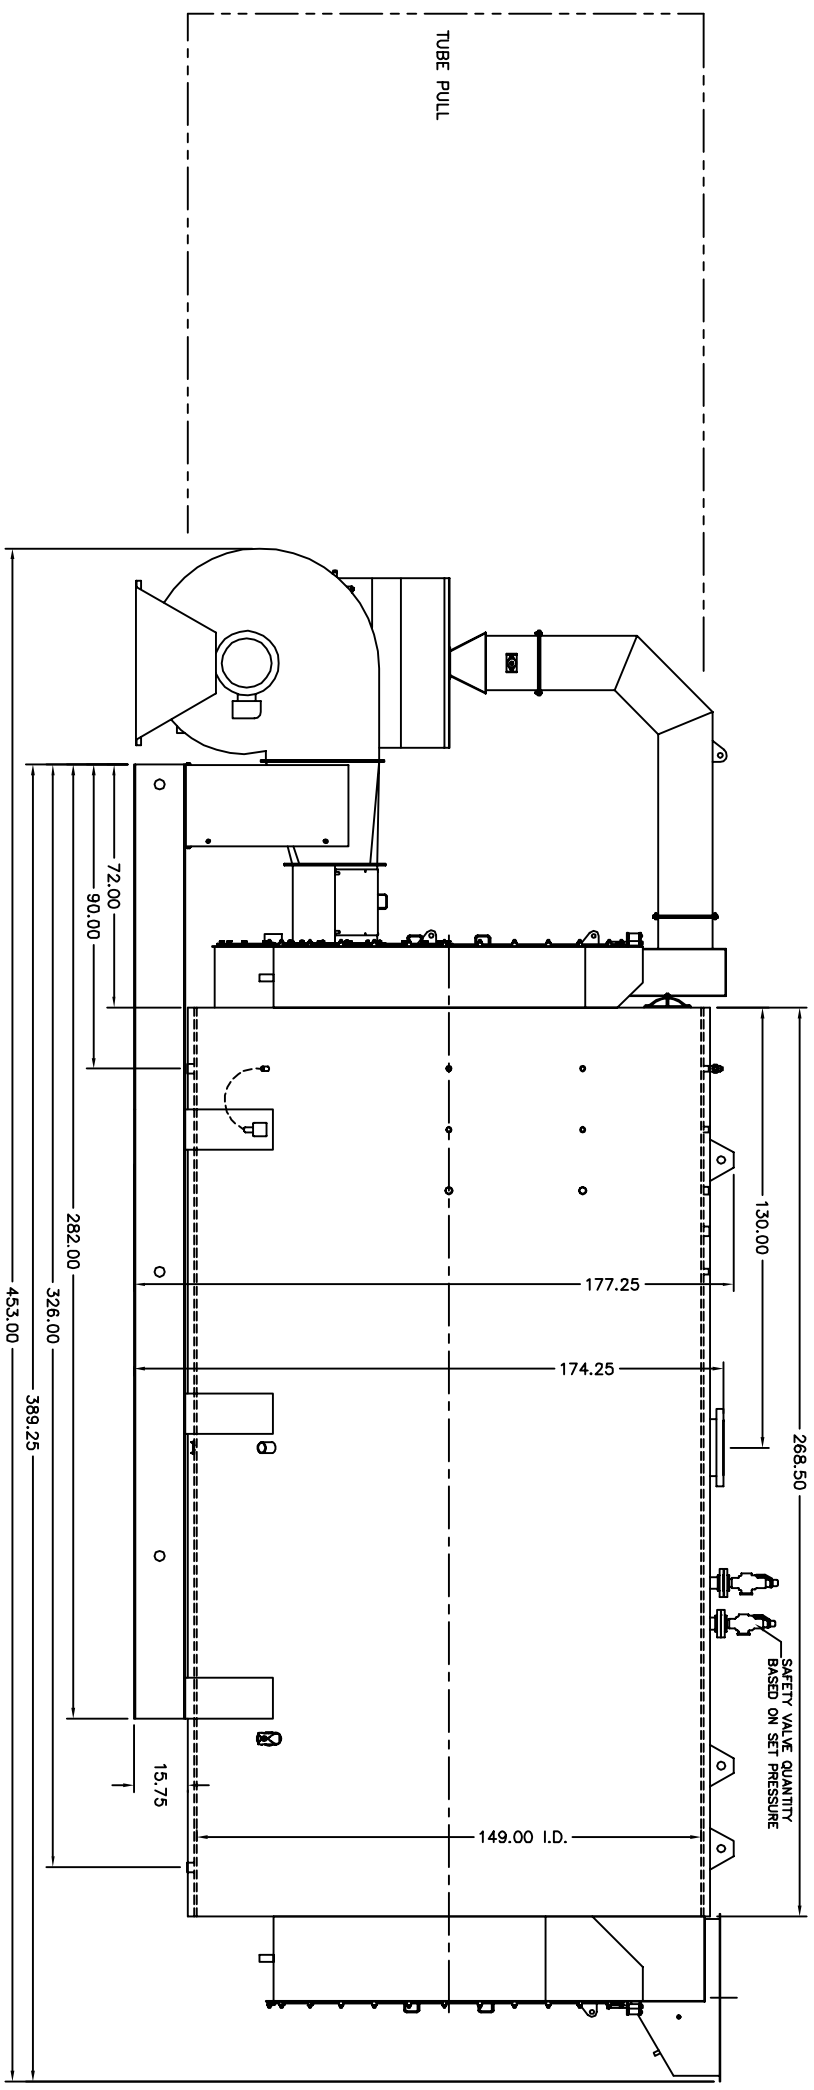 TUBE PULL
268.50
130.00
SAFETY VALVE QUANTITY
BASED ON SET PRESSURE
177.25
174.25
149.00 I.D.
15.75
72.00
90.00
282.00
326.00
389.25
453.00